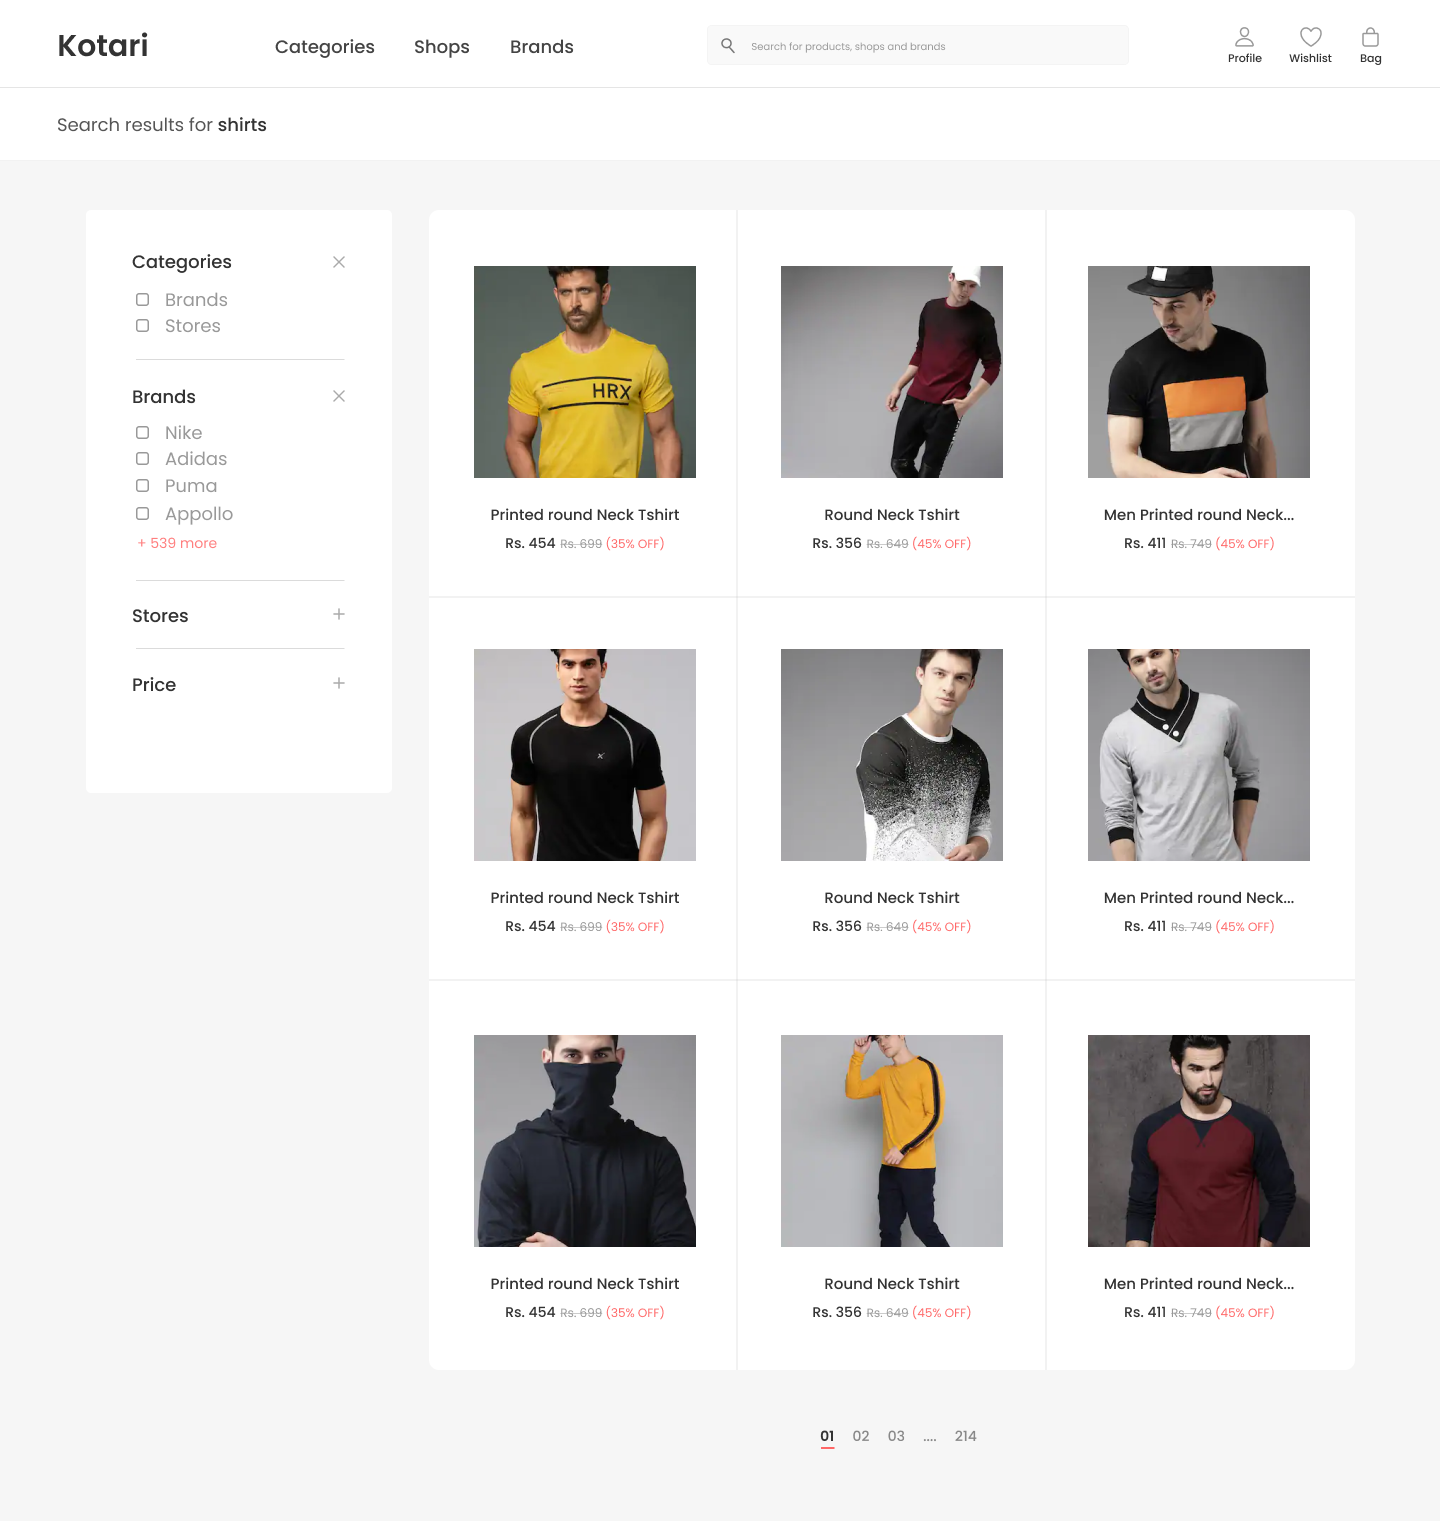 Kotari
Categories Shops Brands
Search for products, shops and brands
Profile Wishlist Bag
Search results for shirts
Categories
Brands
Stores
Brands
Nike
Adidas
Puma
Appollo
+ 539 more
Stores
Price
HRX
Printed round Neck Tshirt
Rs. 454 Rs. 699 (35% OFF)
Round Neck Tshirt
Rs. 356 Rs. 649 (45% OFF)
Men Printed round Neck...
Rs. 411 Rs. 749 (45% OFF)
Printed round Neck Tshirt
Rs. 454 Rs. 699 (35% OFF)
Round Neck Tshirt
Rs. 356 Rs. 649 (45% OFF)
Men Printed round Neck...
Rs. 411 Rs. 749 (45% OFF)
Printed round Neck Tshirt
Rs. 454 Rs. 699 (35% OFF)
Round Neck Tshirt
Rs. 356 Rs. 649 (45% OFF)
Men Printed round Neck...
Rs. 411 Rs. 749 (45% OFF)
01 02 03 .... 214